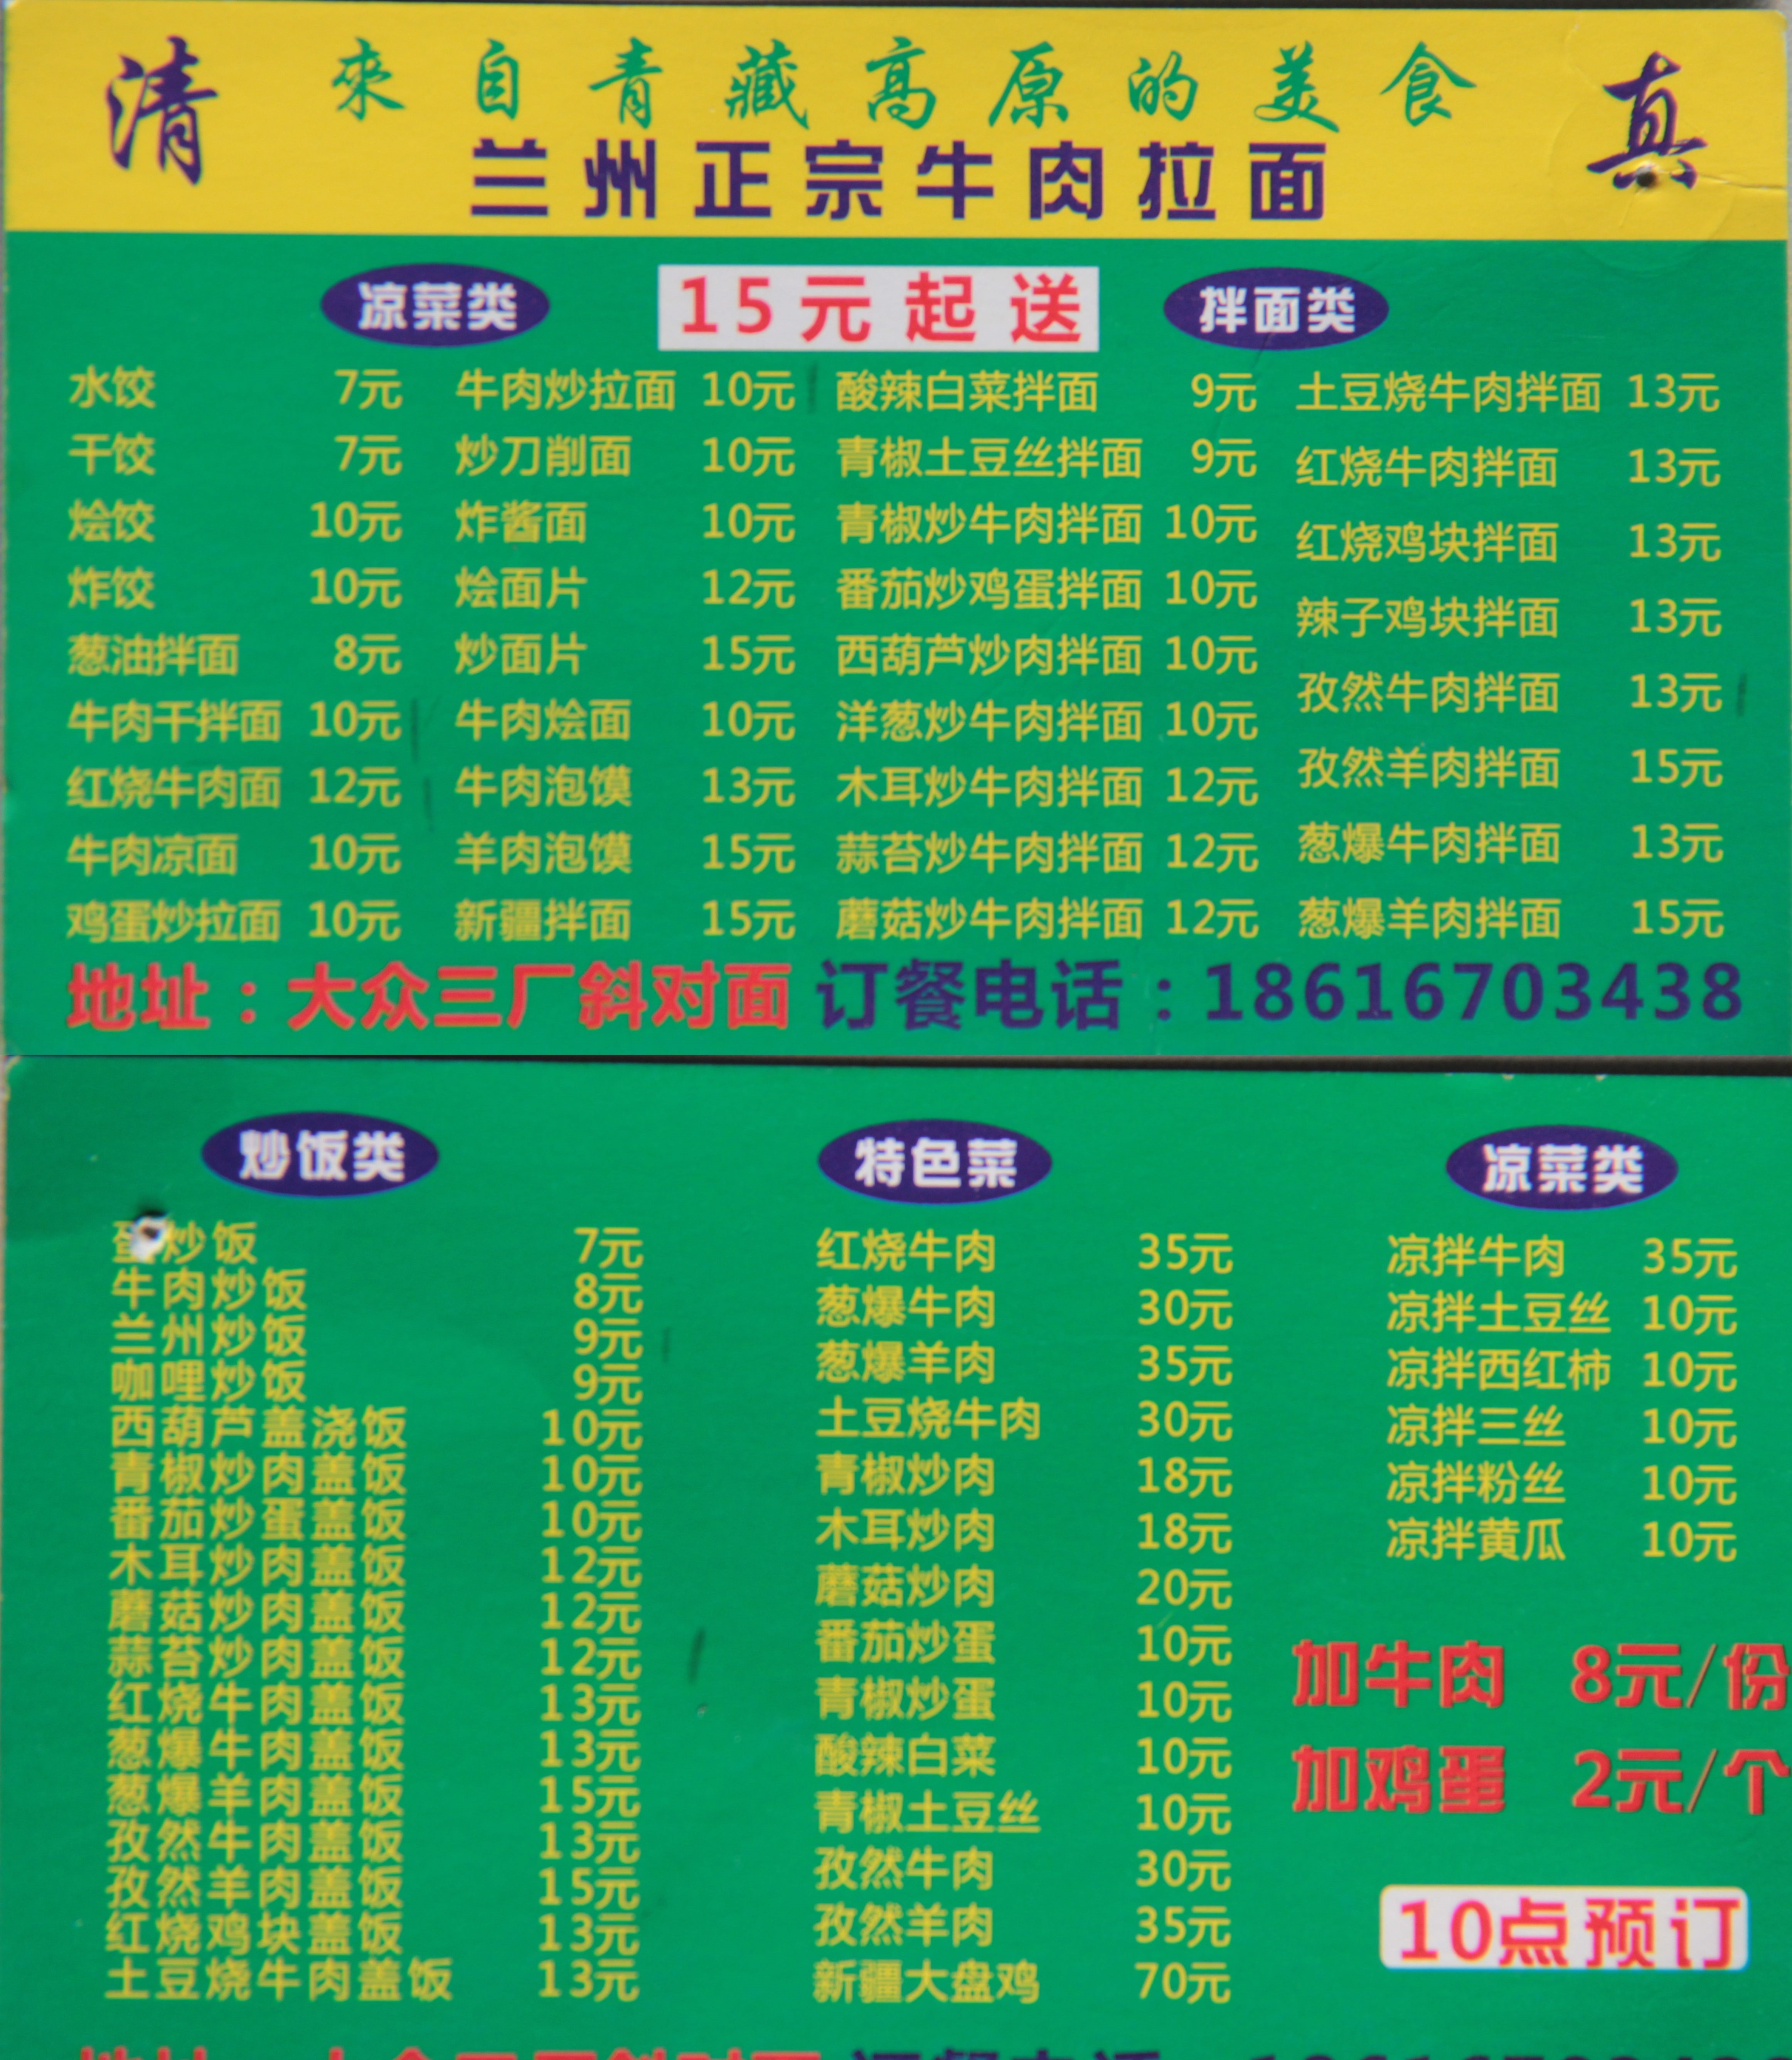 清 來自青藏高原的美食 真
兰州正宗牛肉拉面
凉菜类 15元起送 拌面类
水饺 7元 牛肉炒拉面 10元 酸辣白菜拌面 9元 土豆烧牛肉拌面 13元
干饺 7元 炒刀削面 10元 青椒土豆丝拌面 9元 红烧牛肉拌面 13元
烩饺 10元 炸酱面 10元 青椒炒牛肉拌面 10元 红烧鸡块拌面 13元
炸饺 10元 烩面片 12元 番茄炒鸡蛋拌面 10元 辣子鸡块拌面 13元
葱油拌面 8元 炒面片 15元 西葫芦炒肉拌面 10元 孜然牛肉拌面 13元
牛肉干拌面 10元 牛肉烩面 10元 洋葱炒牛肉拌面 10元 孜然羊肉拌面 15元
红烧牛肉面 12元 牛肉泡馍 13元 木耳炒牛肉拌面 12元 葱爆牛肉拌面 13元
牛肉凉面 10元 羊肉泡馍 15元 蒜苔炒牛肉拌面 12元 葱爆羊肉拌面 15元
鸡蛋炒拉面 10元 新疆拌面 15元 蘑菇炒牛肉拌面 12元
地址：大众三厂斜对面 订餐电话：18616703438
炒饭类
蛋炒饭 7元
牛肉炒饭 8元
兰州炒饭 9元
咖哩炒饭 9元
西葫芦盖浇饭 10元
青椒炒肉盖饭 10元
番茄炒蛋盖饭 10元
木耳炒肉盖饭 12元
蘑菇炒肉盖饭 12元
蒜苔炒肉盖饭 12元
红烧牛肉盖饭 13元
葱爆牛肉盖饭 13元
葱爆羊肉盖饭 15元
孜然牛肉盖饭 13元
孜然羊肉盖饭 15元
红烧鸡块盖饭 13元
土豆烧牛肉盖饭 13元
特色菜
红烧牛肉 35元
葱爆牛肉 30元
葱爆羊肉 35元
土豆烧牛肉 30元
青椒炒肉 18元
木耳炒肉 18元
蘑菇炒肉 20元
番茄炒蛋 10元
青椒炒蛋 10元
酸辣白菜 10元
青椒土豆丝 10元
孜然牛肉 30元
孜然羊肉 35元
新疆大盘鸡 70元
凉菜类
凉拌牛肉 35元
凉拌土豆丝 10元
凉拌西红柿 10元
凉拌三丝 10元
凉拌粉丝 10元
凉拌黄瓜 10元
加牛肉 8元/份
加鸡蛋 2元/个
10点预订